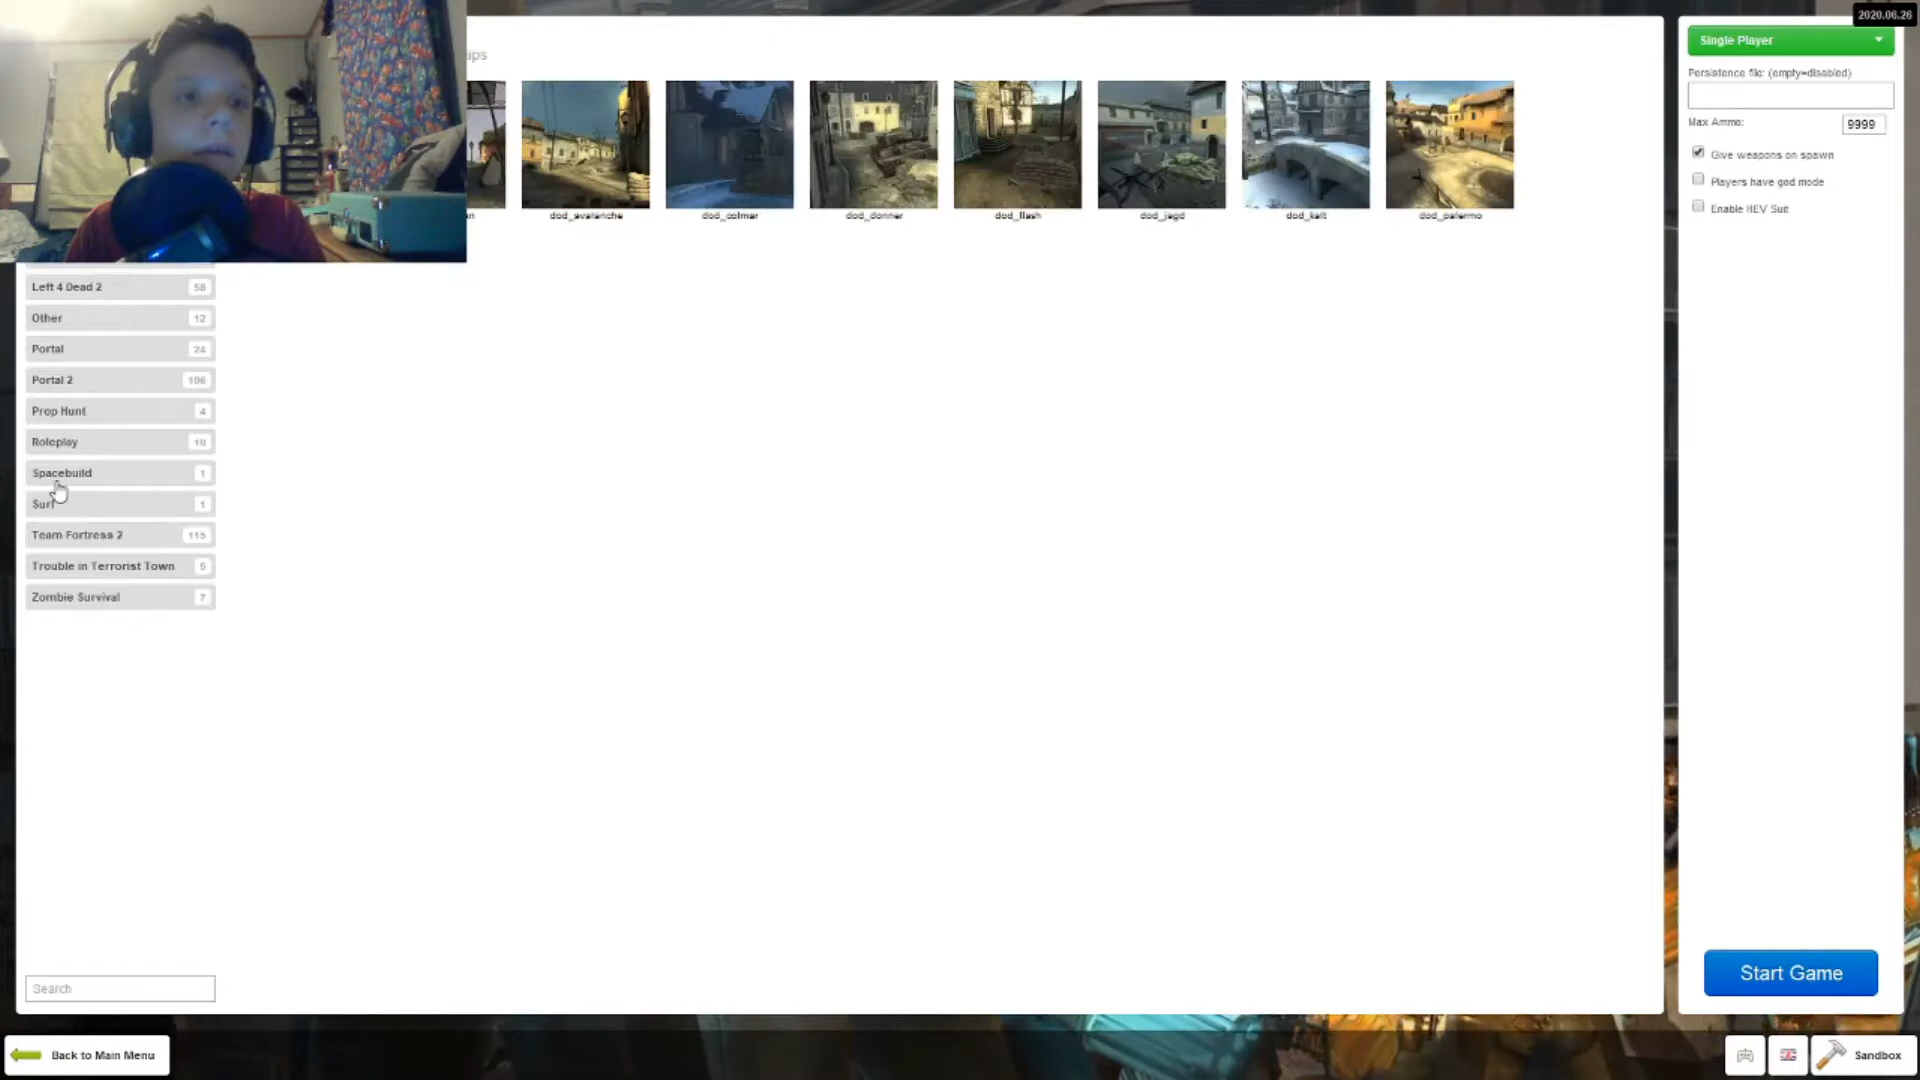 2020.06.26
Single Player
Persistence file: (empty=disabled)
Max Ammo:
9999
Give weapons on spawn
Players have god mode
Enable HEV Suit
dod_avalanche
dod_colmar
dod_donner
dod_flash
dod_jagd
dod_kalt
dod_palermo
Left 4 Dead 2 58
Other 12
Portal 24
Portal 2 106
Prop Hunt 4
Roleplay 10
Spacebuild 1
Surf 1
Team Fortress 2 115
Trouble in Terrorist Town 5
Zombie Survival 7
Search
Start Game
Back to Main Menu
Sandbox